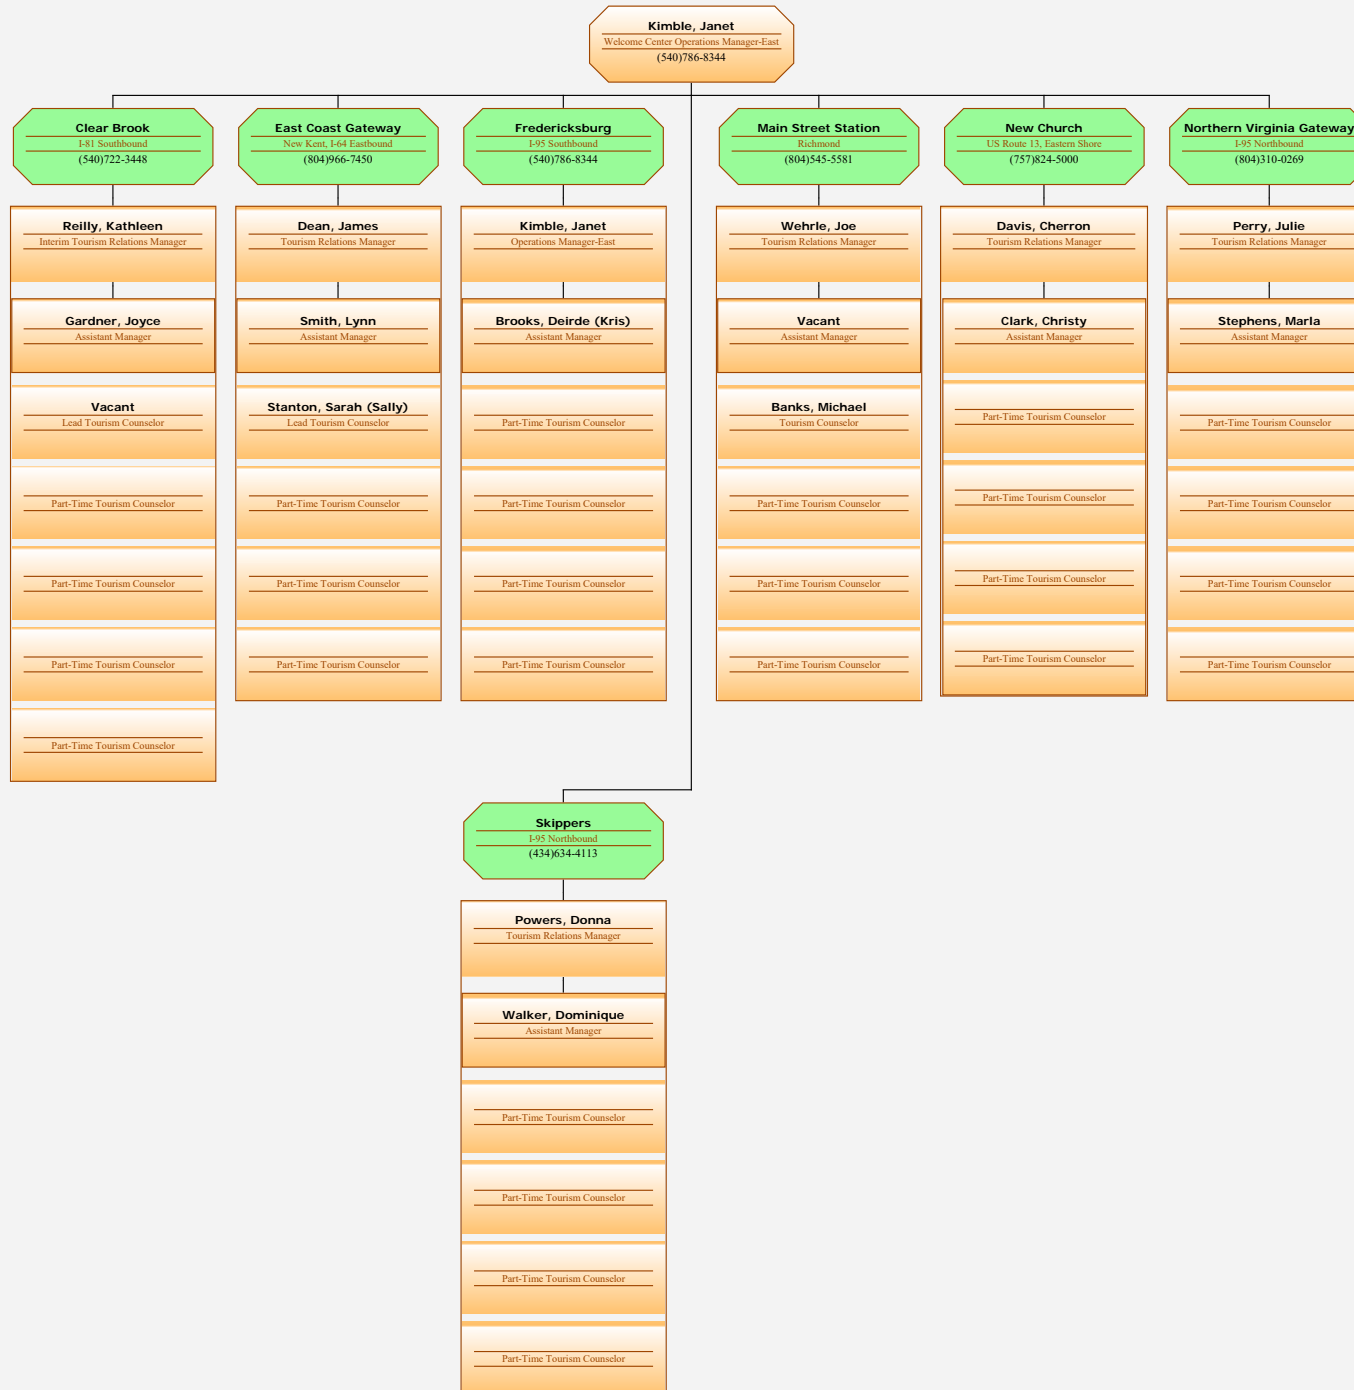 Kimble, Janet
Welcome Center Operations Manager-East
(540)786-8344
Clear Brook
I-81 Southbound
(540)722-3448
Reilly, Kathleen
Interim Tourism Relations Manager
Gardner, Joyce
Assistant Manager
Vacant
Lead Tourism Counselor
Part-Time Tourism Counselor
Part-Time Tourism Counselor
Part-Time Tourism Counselor
Part-Time Tourism Counselor
East Coast Gateway
New Kent, I-64 Eastbound
(804)966-7450
Dean, James
Tourism Relations Manager
Smith, Lynn
Assistant Manager
Stanton, Sarah (Sally)
Lead Tourism Counselor
Part-Time Tourism Counselor
Part-Time Tourism Counselor
Part-Time Tourism Counselor
Fredericksburg
I-95 Southbound
(540)786-8344
Kimble, Janet
Operations Manager-East
Brooks, Deirde (Kris)
Assistant Manager
Part-Time Tourism Counselor
Part-Time Tourism Counselor
Part-Time Tourism Counselor
Part-Time Tourism Counselor
Main Street Station
Richmond
(804)545-5581
Wehrle, Joe
Tourism Relations Manager
Vacant
Assistant Manager
Banks, Michael
Tourism Counselor
Part-Time Tourism Counselor
Part-Time Tourism Counselor
Part-Time Tourism Counselor
New Church
US Route 13, Eastern Shore
(757)824-5000
Davis, Cherron
Tourism Relations Manager
Clark, Christy
Assistant Manager
Part-Time Tourism Counselor
Part-Time Tourism Counselor
Part-Time Tourism Counselor
Part-Time Tourism Counselor
Northern Virginia Gateway
I-95 Northbound
(804)310-0269
Perry, Julie
Tourism Relations Manager
Stephens, Marla
Assistant Manager
Part-Time Tourism Counselor
Part-Time Tourism Counselor
Part-Time Tourism Counselor
Part-Time Tourism Counselor
Skippers
I-95 Northbound
(434)634-4113
Powers, Donna
Tourism Relations Manager
Walker, Dominique
Assistant Manager
Part-Time Tourism Counselor
Part-Time Tourism Counselor
Part-Time Tourism Counselor
Part-Time Tourism Counselor